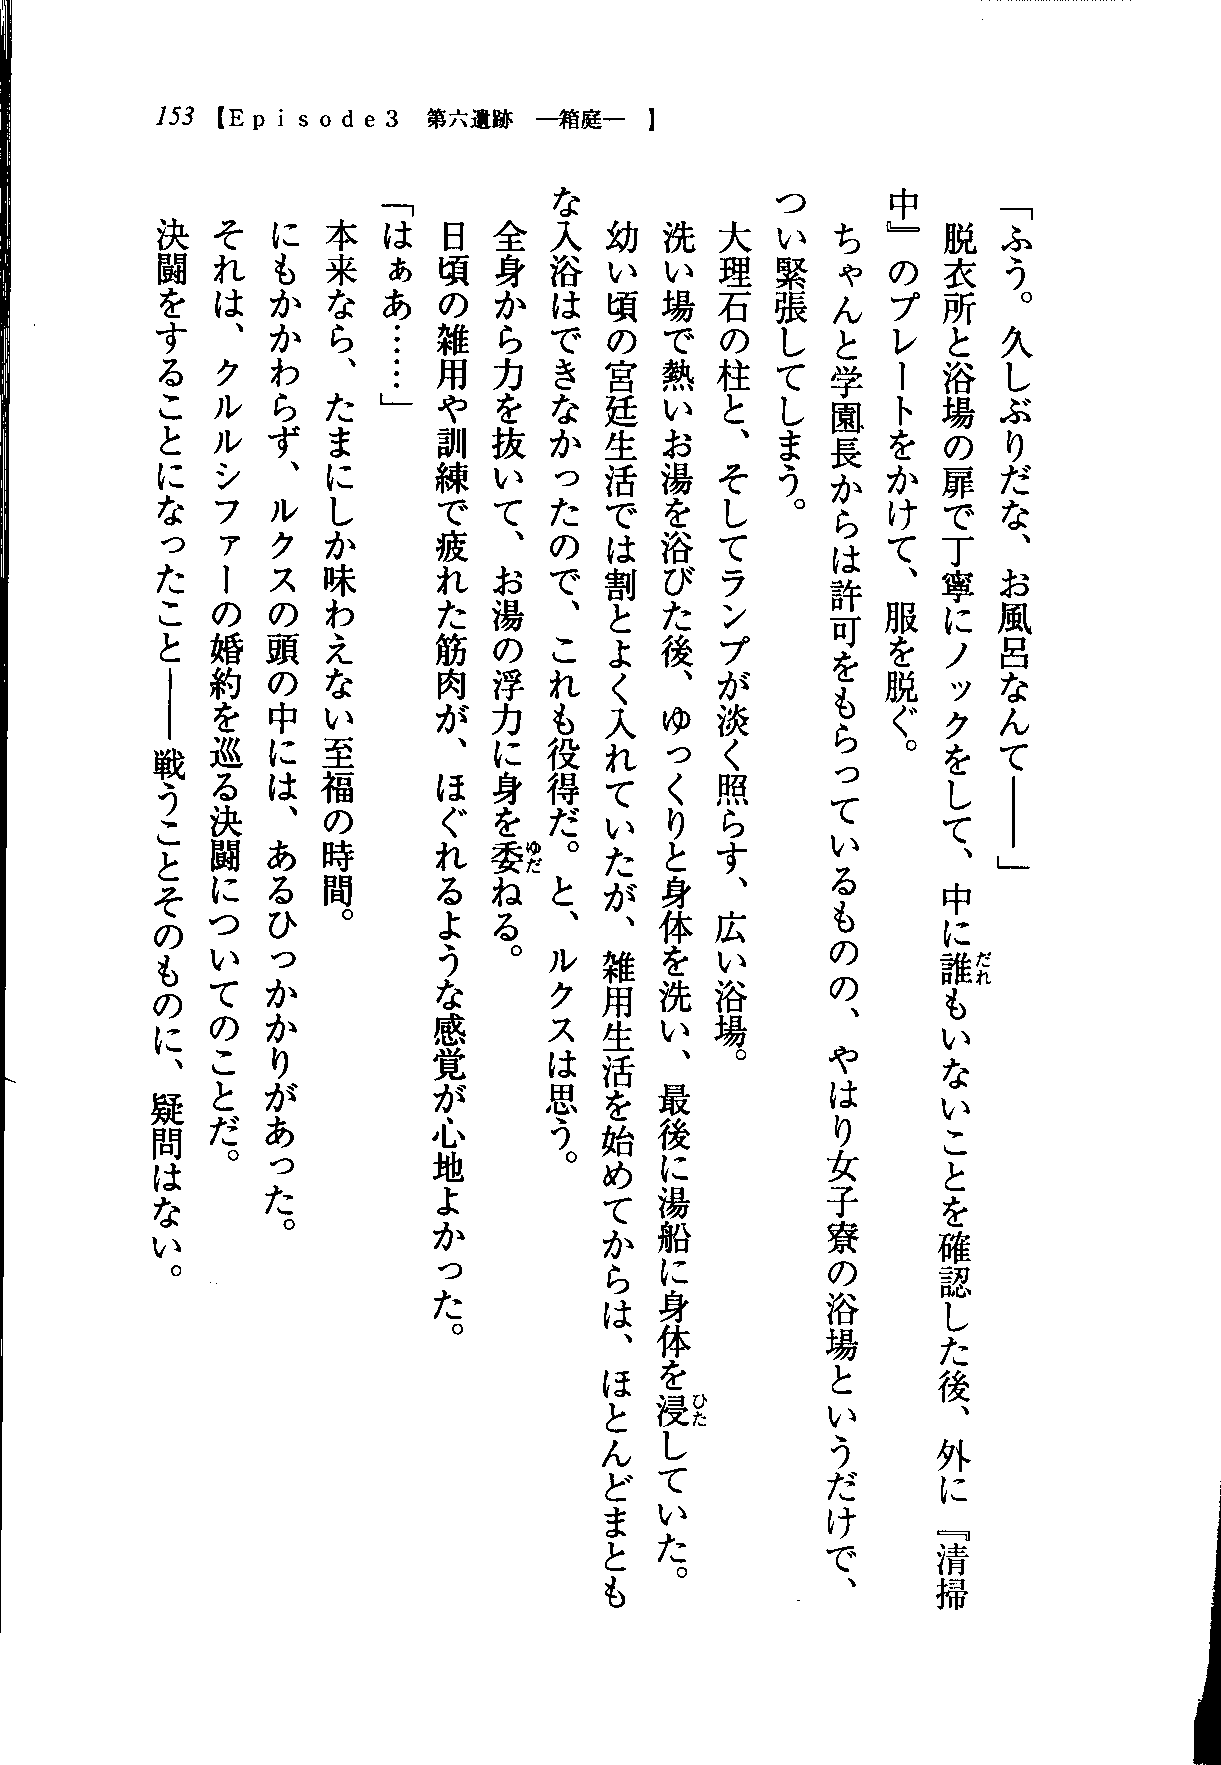 153【Episode3　第六遺跡　―箱庭―　】
「ふう。久しぶりだな、お風呂なんて――」
脱衣所と浴場の扉で丁寧にノックをして、中に誰もいないことを確認した後、外に『清掃
中』のプレートをかけて、服を脱ぐ。
ちゃんと学園長からは許可をもらっているものの、やはり女子寮の浴場というだけで、
つい緊張してしまう。
大理石の柱と、そしてランプが淡く照らす、広い浴場。
洗い場で熱いお湯を浴びた後、ゆっくりと身体を洗い、最後に湯船に身体を浸していた。
幼い頃の宮廷生活では割とよく入れていたが、雑用生活を始めてからは、ほとんどまとも
な入浴はできなかったので、これも役得だ。と、ルクスは思う。
全身から力を抜いて、お湯の浮力に身を委ねる。
日頃の雑用や訓練で疲れた筋肉が、ほぐれるような感覚が心地よかった。
「はぁあ……」
本来なら、たまにしか味わえない至福の時間。
にもかかわらず、ルクスの頭の中には、あるひっかかりがあった。
それは、クルルシファーの婚約を巡る決闘についてのことだ。
決闘をすることになったこと――戦うことそのものに、疑問はない。